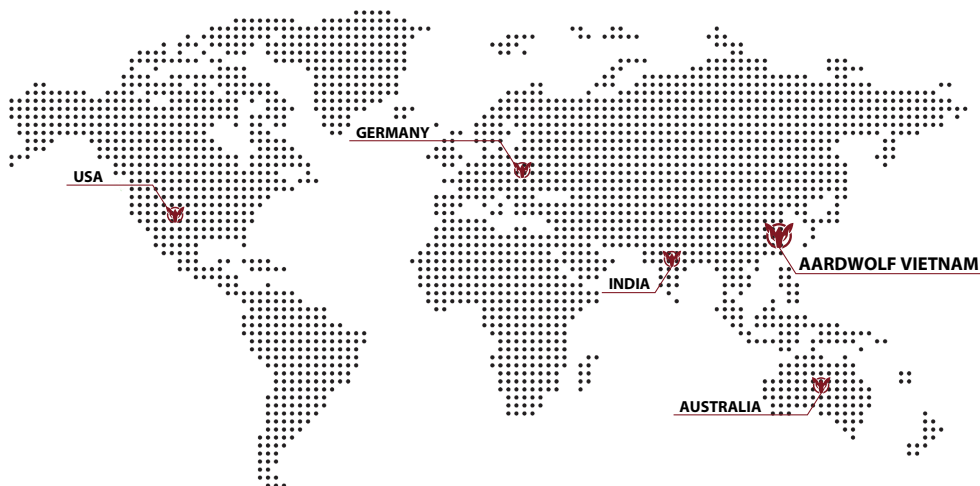 GERMANY
USA
AARDWOLF VIETNAM
INDIA
AUSTRALIA